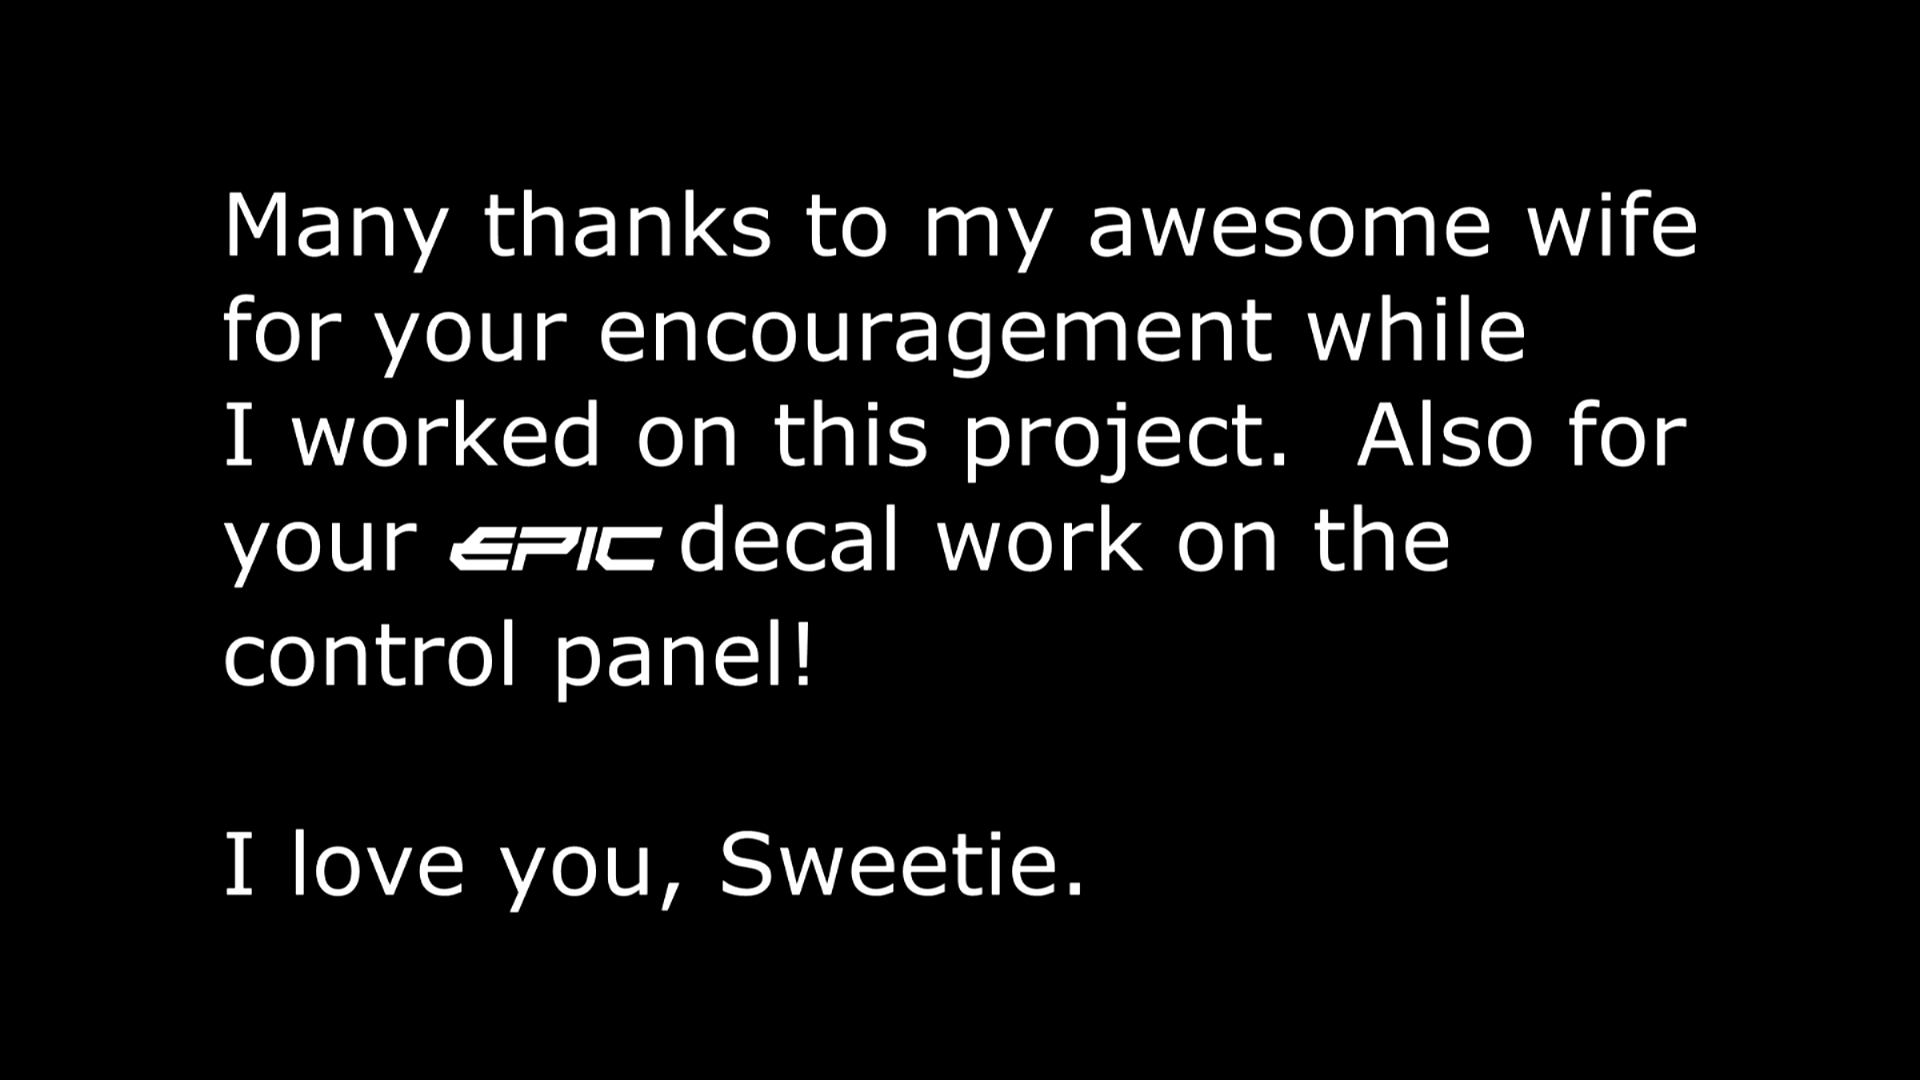 Many thanks to my awesome wife
for your encouragement while
I worked on this project.  Also for
your EPIC decal work on the
control panel!
I love you, Sweetie.